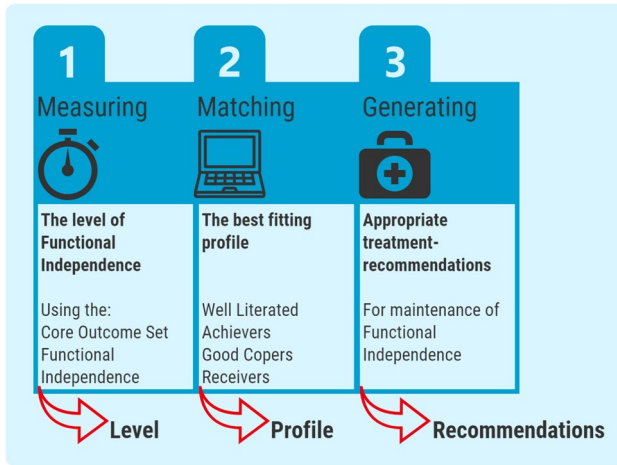 1
Measuring
The level of
Functional
Independence
Using the:
Core Outcome Set
Functional
Independence
Level
2
Matching
The best fitting
profile
Well Literated
Achievers
Good Copers
Receivers
Profile
3
Generating
Appropriate
treatment-
recommendations
For maintenance of
Functional
Independence
Recommendations